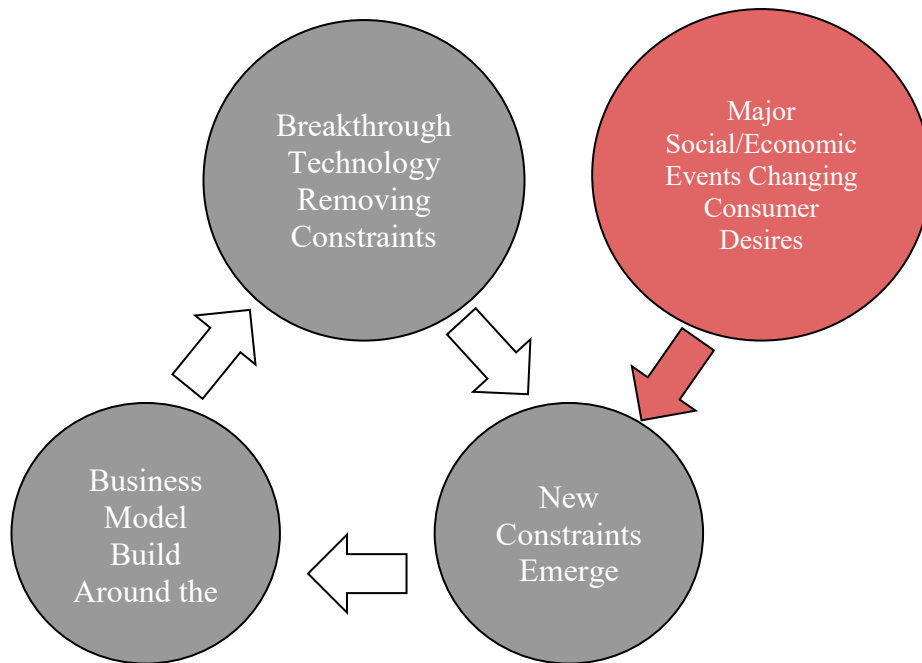 Breakthrough
Technology
Removing
Constraints
Major
Social/Economic
Events Changing
Consumer
Desires
Business
Model
Build
Around the
New
Constraints
Emerge